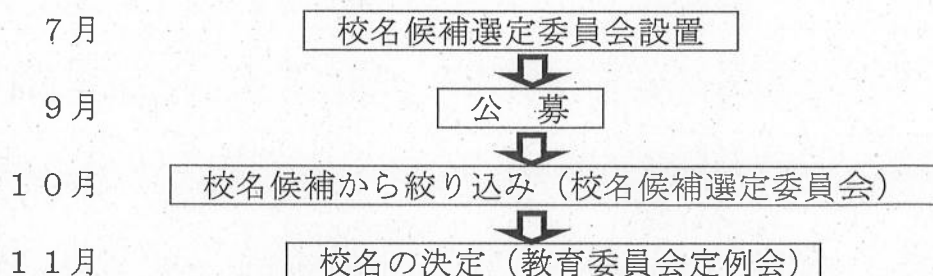 7月 校名候補選定委員会設置
9月 公 募
10月 校名候補から絞り込み（校名候補選定委員会）
11月 校名の決定（教育委員会定例会）